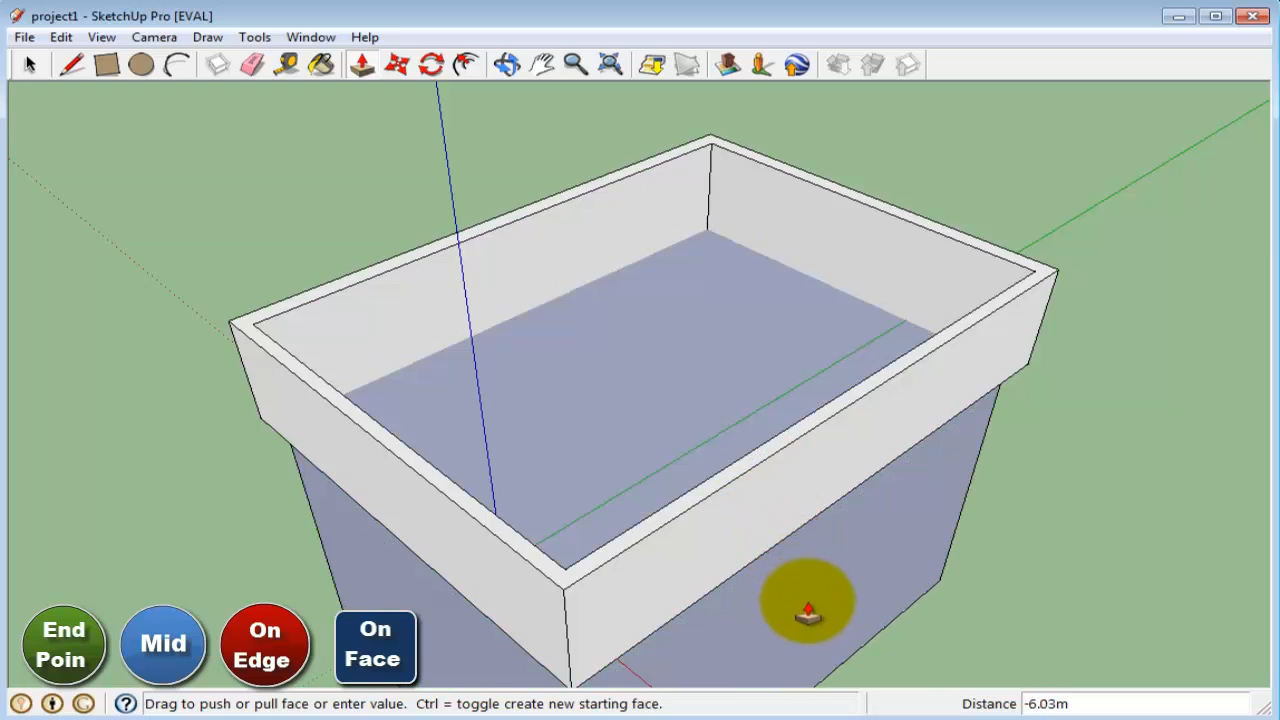 project1 - SketchUp Pro [EVAL]
File Edit View Camera Draw Tools Window Help
End
Poin
Mid
On
Edge
On
Face
Drag to push or pull face or enter value. Ctrl = toggle create new starting face.
Distance -6.03m